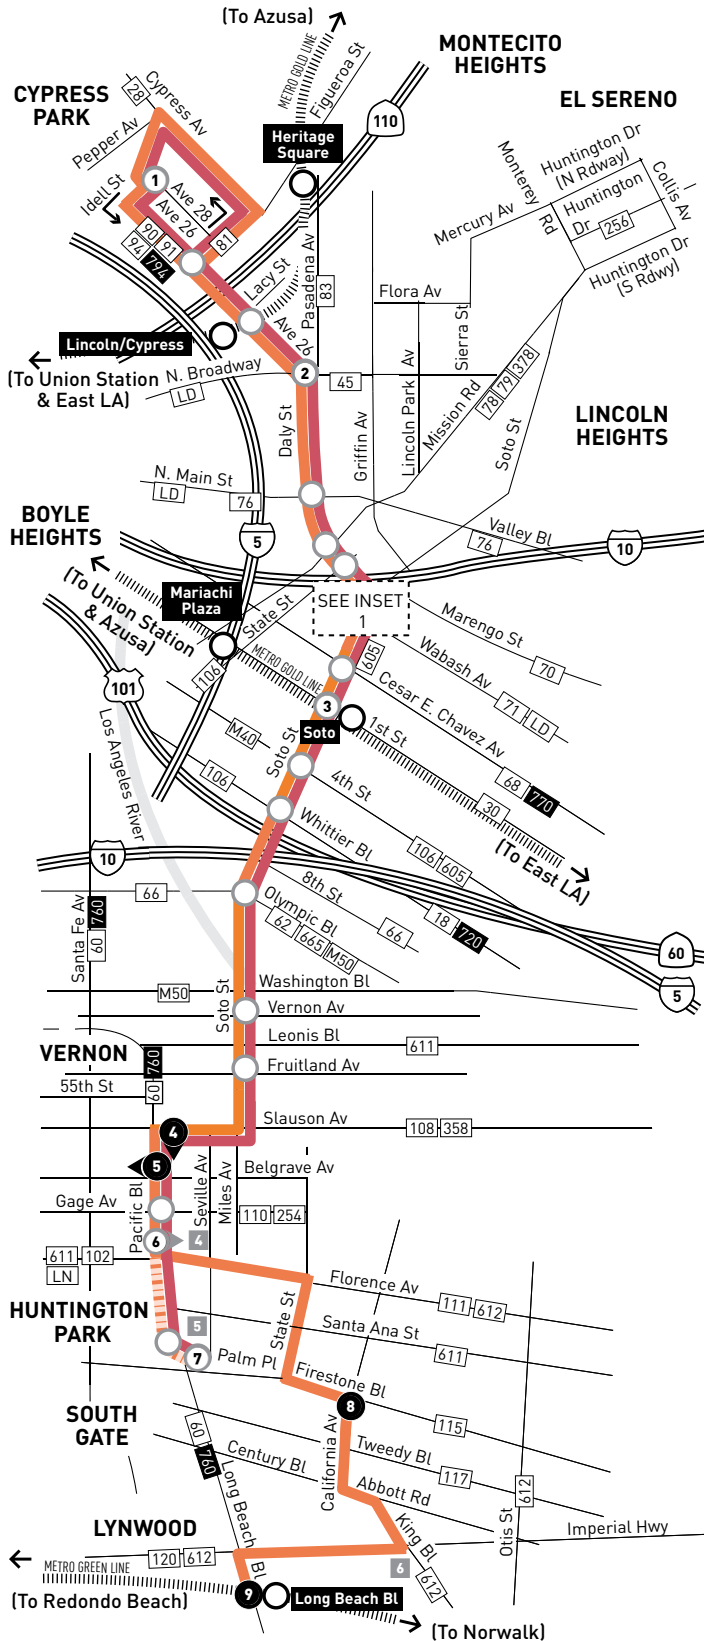 (To Azusa)
METRO GOLD LINE
Figueroa St
MONTECITO
HEIGHTS
CYPRESS
PARK
28
Cypress Av
Pepper Av
110
EL SERENO
Heritage
Square
Monterey
Rd
Huntington Dr
(N Rdway)
Huntington
Dr
256
Collis Av
Huntington Dr
(S Rdwy)
Mercury Av
Idell St
1
Ave 28
Ave 26
90
91
94
794
81
Lacy St
Pasadena Av
83
Flora Av
Sierra St
Ave 26
Lincoln/Cypress
(To Union Station
& East LA)
N. Broadway
LD
2
45
Daly St
Griffin Av
Lincoln Park Av
Mission Rd
78
79
378
Soto St
LINCOLN
HEIGHTS
N. Main St
LD
76
BOYLE
HEIGHTS
5
Valley Bl
76
10
(To Union Station
& Azusa)
Mariachi
Plaza
State St
SEE INSET
1
Marengo St
70
METRO GOLD LINE
106
605
Wabash Av
71
LD
101
Los Angeles River
3
Soto
1st St
Cesar E. Chavez Av
68
770
M40
Soto St
106
4th St
30
(To East LA)
Whittier Bl
106
605
10
8th St
18
720
66
66
Olympic Bl
62
665
M50
Santa Fe Av
760
60
60
5
Washington Bl
M50
Soto St
Vernon Av
Leonis Bl
611
VERNON
760
60
Fruitland Av
55th St
4
Slauson Av
108
358
5
Belgrave Av
Pacific Bl
Seville Av
Miles Av
Gage Av
110
254
6
4
611
102
LN
Florence Av
111
612
HUNTINGTON
PARK
State St
Santa Ana St
611
5
7
Palm Pl
Firestone Bl
115
8
SOUTH
GATE
60
760
California Av
Tweedy Bl
117
Century Bl
Abbott Rd
612
Otis St
Long Beach Bl
LYNWOOD
King Bl
Imperial Hwy
120
612
6
612
METRO GREEN LINE
9
Long Beach Bl
(To Redondo Beach)
(To Norwalk)